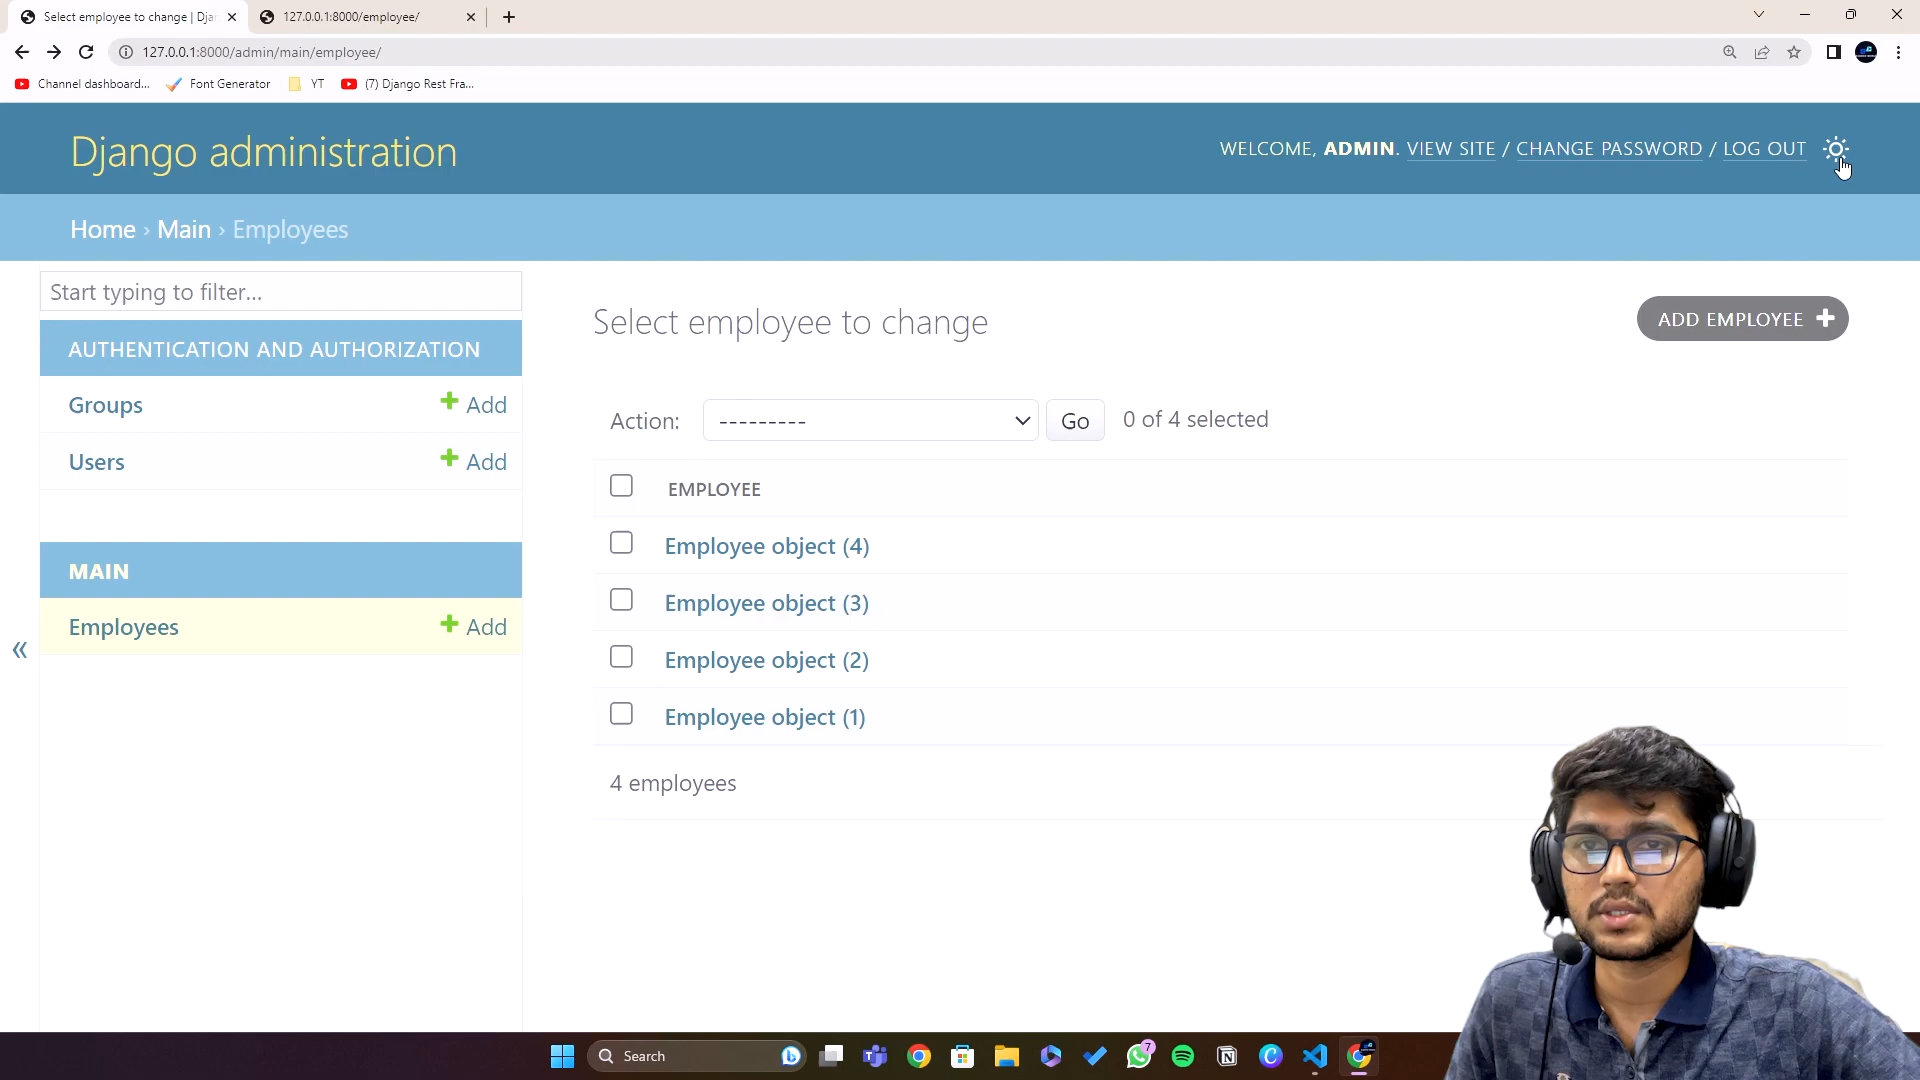 Select employee to change | Dja
127.0.0.1:8000/employee/
127.0.0.1:8000/admin/main/employee/
Channel dashboard...
Font Generator
YT
(7) Django Rest Fra...
Django administration
WELCOME, ADMIN. VIEW SITE / CHANGE PASSWORD / LOG OUT
Home › Main › Employees
Start typing to filter...
AUTHENTICATION AND AUTHORIZATION
Groups
Add
Users
Add
MAIN
Employees
Add
«
Select employee to change
ADD EMPLOYEE
Action:
---------
Go
0 of 4 selected
EMPLOYEE
Employee object (4)
Employee object (3)
Employee object (2)
Employee object (1)
4 employees
Search
7